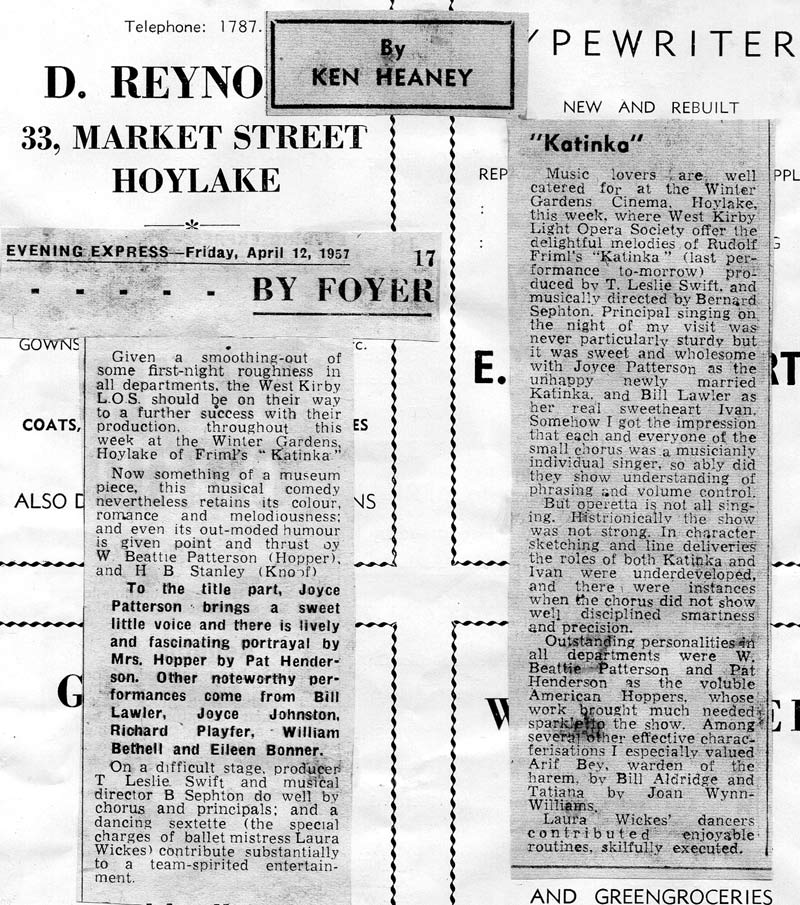 Telephone: 1787.
D. REYNO
33, MARKET STREET
HOYLAKE
By
KEN HEANEY
YPEWRITER
NEW AND REBUILT
REP
PPL
EVENING EXPRESS—Friday, April 12, 1957 17
- - - - - BY FOYER
GOWNS
COATS,
ES
ALSO D
NS
G
E.
RT
W
Given a smoothing-out of
some first-night roughness in
all departments, the West Kirby
L.O.S. should be on their way
to a further success with their
production, throughout this
week at the Winter Gardens,
Hoylake of Friml's "Katinka"
Now something of a museum
piece, this musical comedy
nevertheless retains its colour,
romance and melodiousness;
and even its out-moded humour
is given point and thrust by
W. Beattie Patterson (Hopper),
and H B Stanley (Knopf)
To the title part, Joyce
Patterson brings a sweet
little voice and there is lively
and fascinating portrayal by
Mrs. Hopper by Pat Hender-
son. Other noteworthy per-
formances come from Bill
Lawler, Joyce Johnston,
Richard Playfer, William
Bethell and Eileen Bonner.
On a difficult stage, producer
T Leslie Swift and musical
director B Sephton do well by
chorus and principals; and a
dancing sextette (the special
charges of ballet mistress Laura
Wickes) contribute substantially
to a team-spirited entertain-
ment.
"Katinka"
Music lovers are well
catered for at the Winter
Gardens Cinema, Hoylake,
this week, where West Kirby
Light Opera Society offer the
delightful melodies of Rudolf
Friml's "Katinka" (last per-
formance to-morrow) pro-
duced by T. Leslie Swift, and
musically directed by Bernard
Sephton. Principal singing on
the night of my visit was
never particularly sturdy but
it was sweet and wholesome
with Joyce Patterson as the
unhappy newly married
Katinka, and Bill Lawler as
her real sweetheart Ivan.
Somehow I got the impression
that each and everyone of the
small chorus was a musicianly
individual singer, so ably did
they show understanding of
phrasing and volume control.
But operetta is not all sing-
ing. Histrionically the show
was not strong. In character
sketching and line deliveries
the roles of both Katinka and
Ivan were underdeveloped,
and there were instances
when the chorus did not show
well disciplined smartness
and precision.
Outstanding personalities in
all departments were W.
Beattie Patterson and Pat
Henderson as the voluble
American Hoppers, whose
work brought much needed
sparkle to the show. Among
several other effective charac-
terisations I especially valued
Arif Bey, warden of the
harem, by Bill Aldridge and
Tatiana by Joan Wynn-
Williams.
Laura Wickes' dancers
contributed enjoyable
routines, skilfully executed.
AND GREENGROCERIES